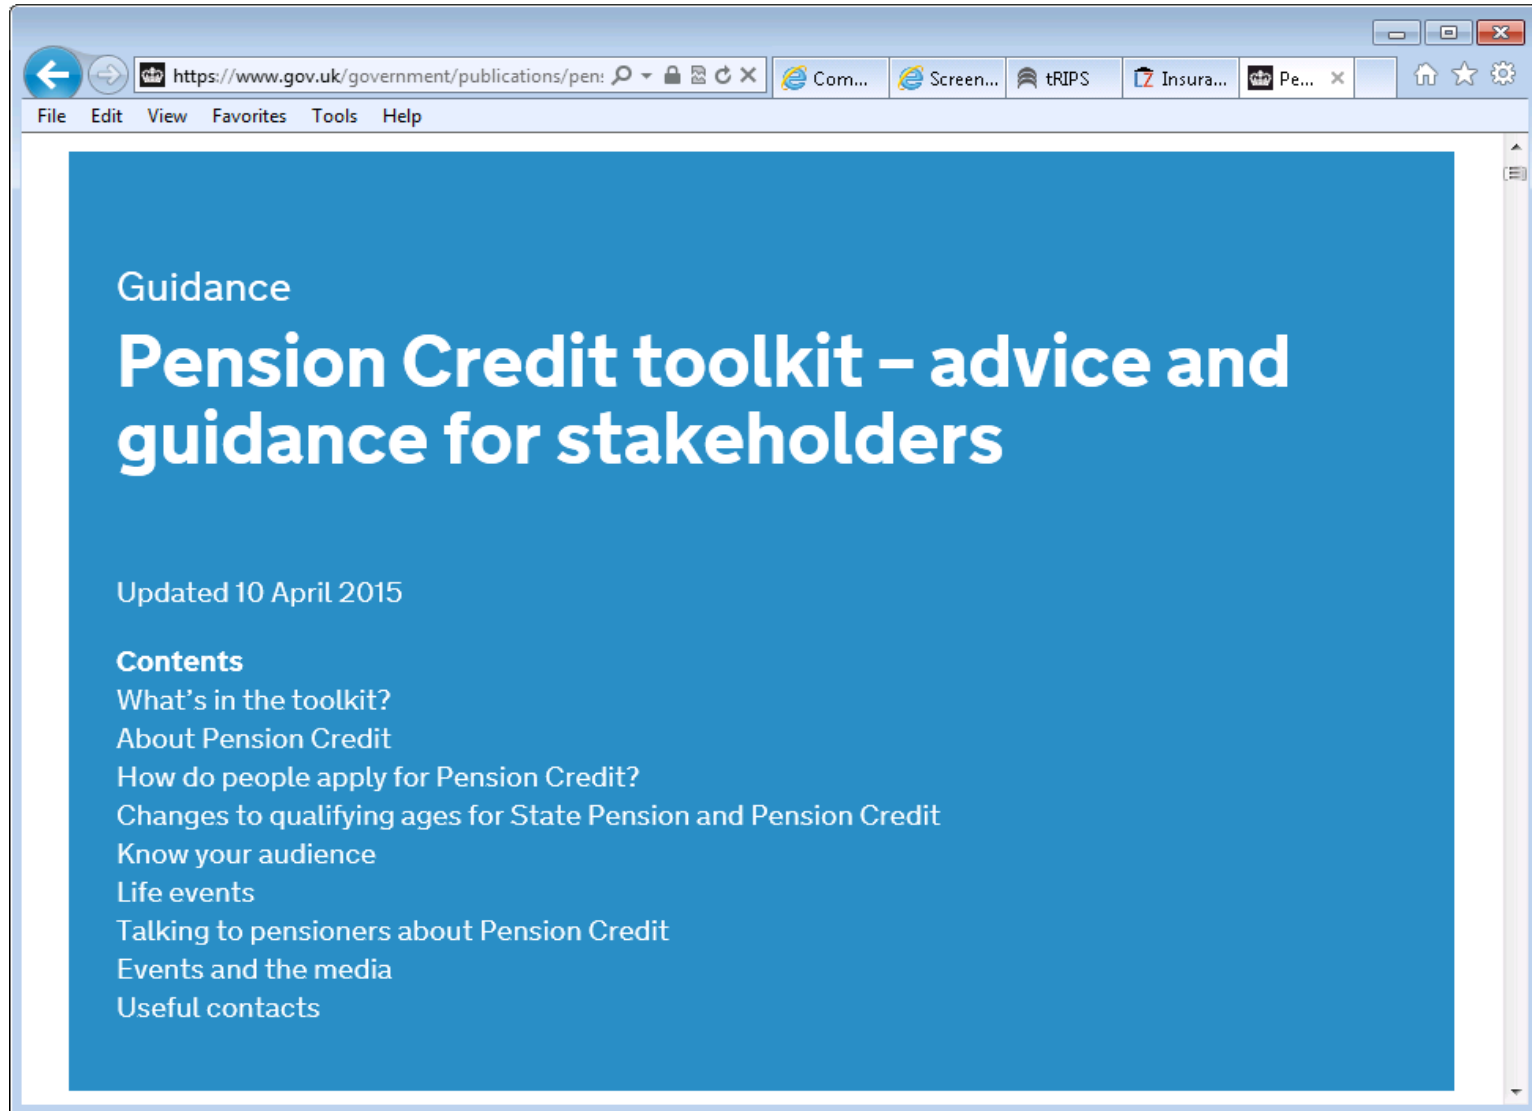 https://www.gov.uk/government/publications/pen:
Com...
Screen...
tRIPS
Insura...
Pe...
File Edit View Favorites Tools Help
Guidance
Pension Credit toolkit – advice and
guidance for stakeholders
Updated 10 April 2015
Contents
What’s in the toolkit?
About Pension Credit
How do people apply for Pension Credit?
Changes to qualifying ages for State Pension and Pension Credit
Know your audience
Life events
Talking to pensioners about Pension Credit
Events and the media
Useful contacts